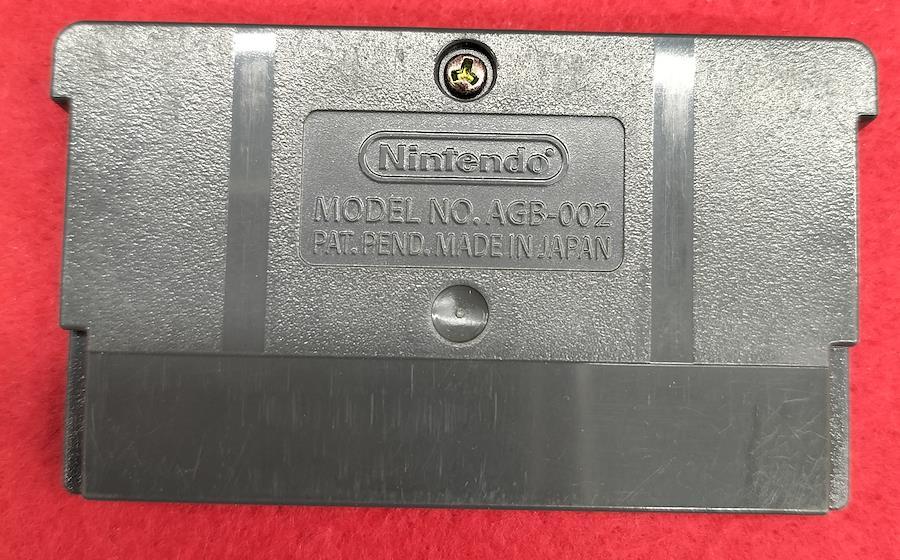 Nintendo®
MODEL NO. AGB-002
PAT. PEND. MADE IN JAPAN